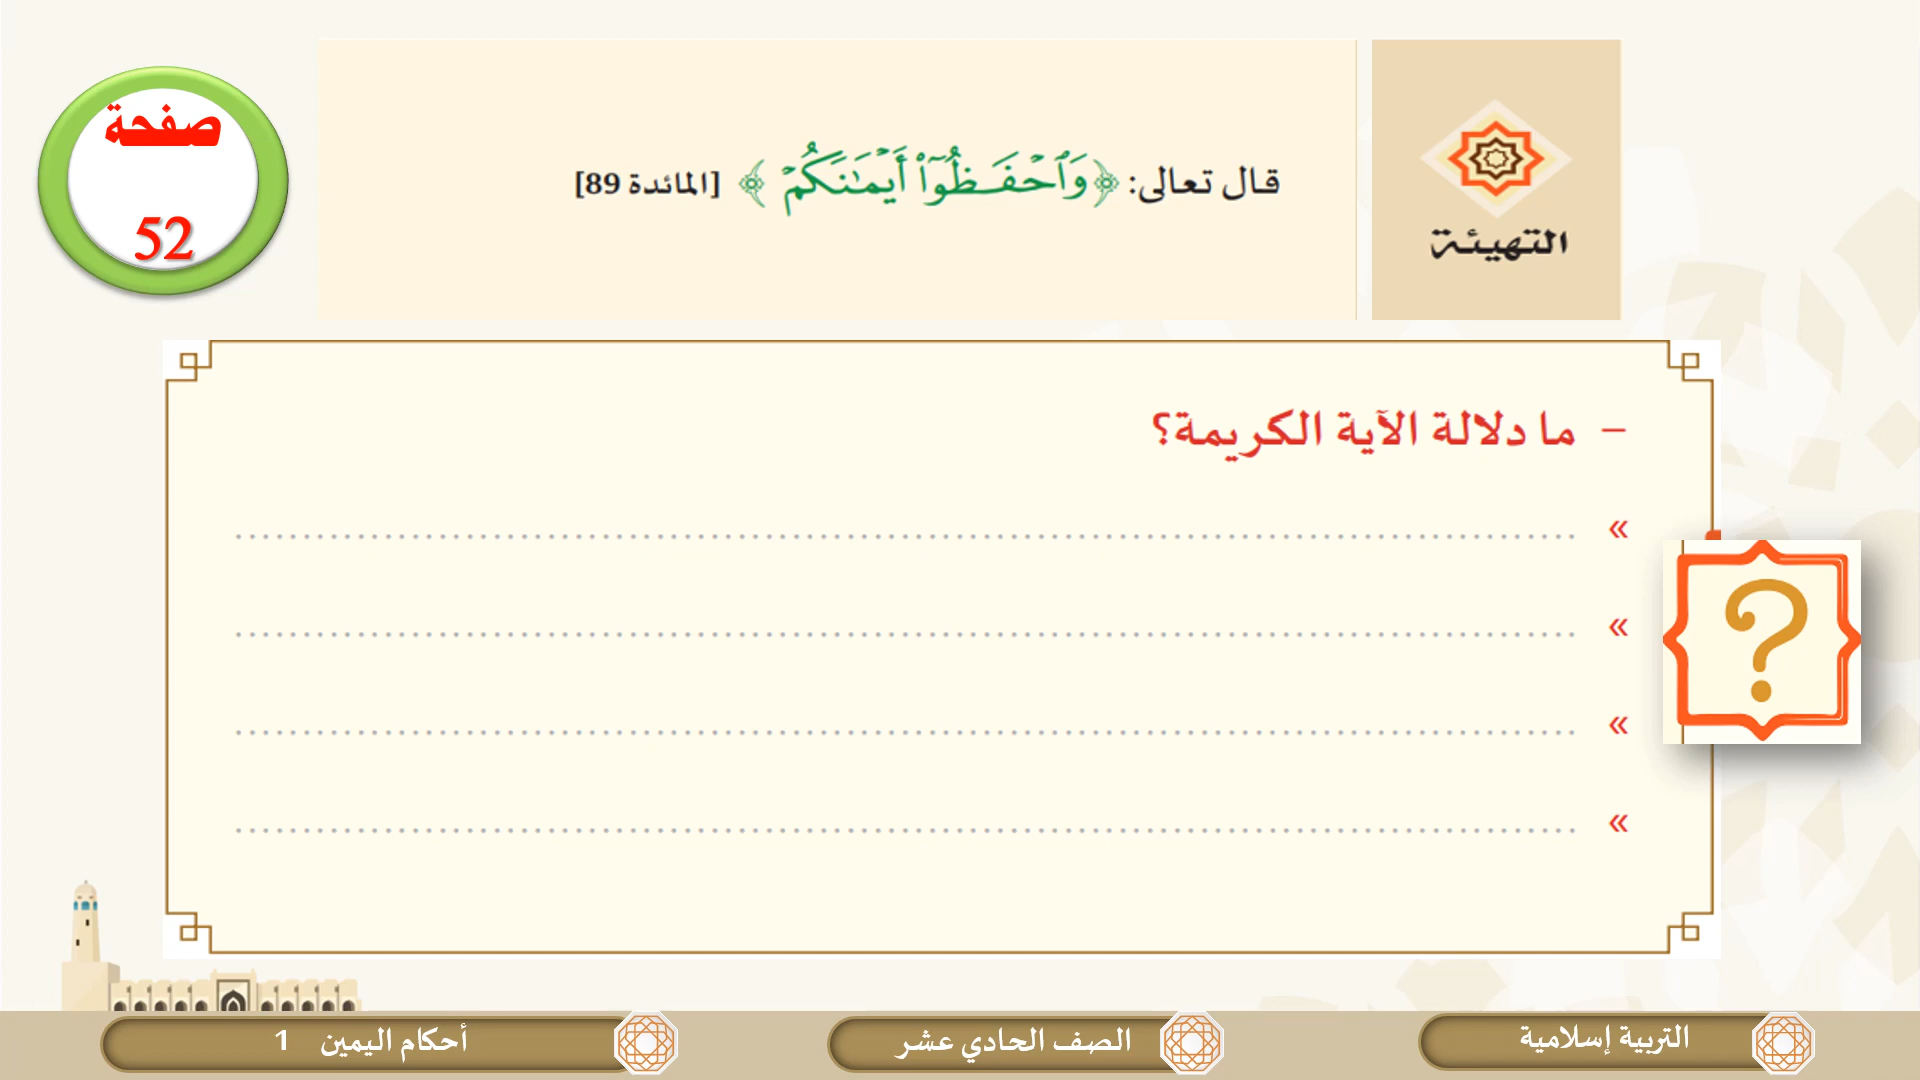 صفحة
52
قال تعالى: ﴿وَٱحۡفَظُوٓاْ أَيۡمَٰنَكُمۡ﴾ [المائدة 89]
التهيئة
– ما دلالة الآية الكريمة؟
»
»
»
»
?
التربية إسلامية
الصف الحادي عشر
أحكام اليمين 1